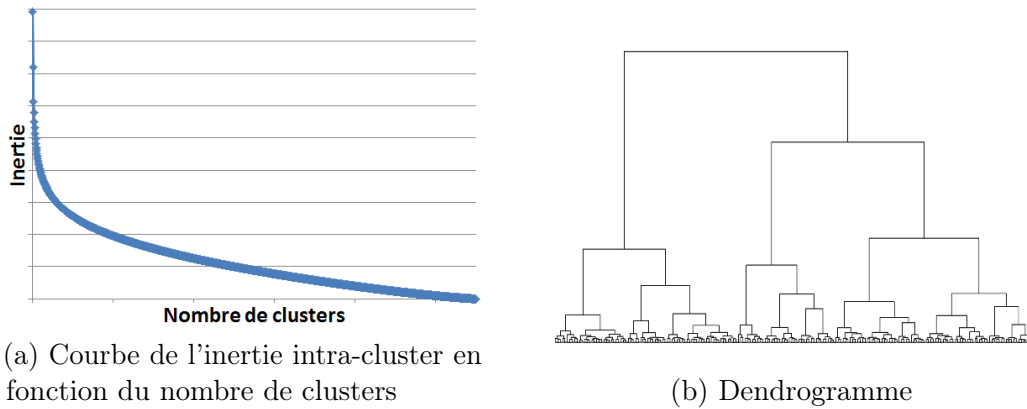 Inertie
Nombre de clusters
(a) Courbe de l'inertie intra-cluster en
fonction du nombre de clusters
(b) Dendrogramme